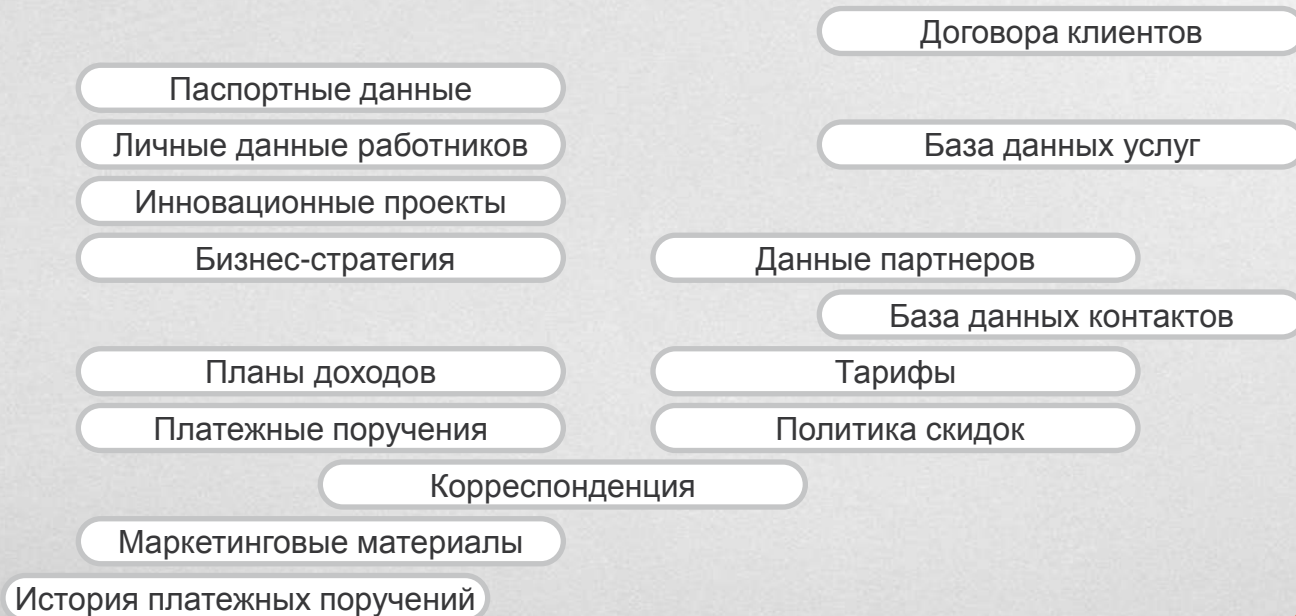 Договора клиентов
Паспортные данные
Личные данные работников
База данных услуг
Инновационные проекты
Бизнес-стратегия
Данные партнеров
База данных контактов
Планы доходов
Тарифы
Платежные поручения
Политика скидок
Корреспонденция
Маркетинговые материалы
История платежных поручений